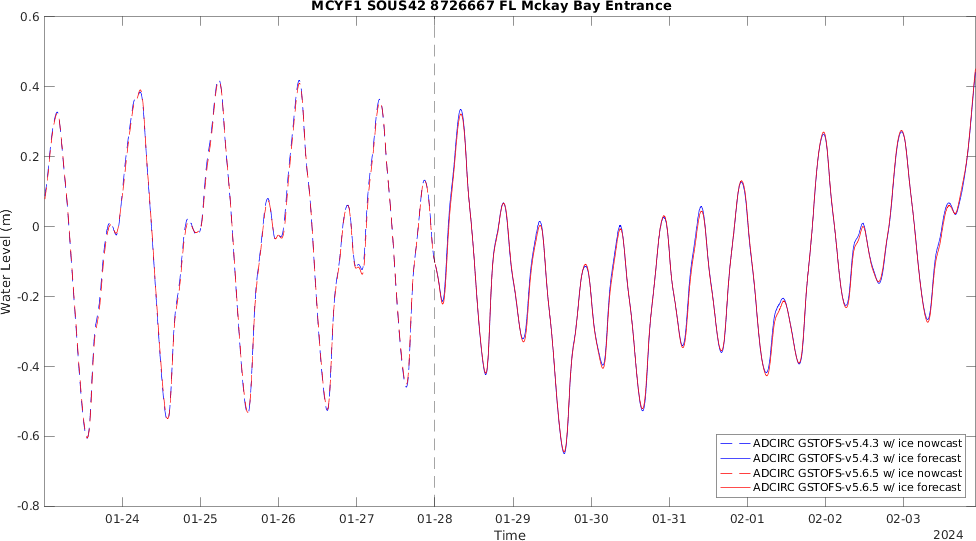 MCYF1 SOUS42 8726667 FL Mckay Bay Entrance
0.6
0.4
0.2
0
-0.2
-0.4
-0.6
-0.8
Water Level (m)
ADCIRC GSTOFS-v5.4.3 w/ ice nowcast
ADCIRC GSTOFS-v5.4.3 w/ ice forecast
ADCIRC GSTOFS-v5.6.5 w/ ice nowcast
ADCIRC GSTOFS-v5.6.5 w/ ice forecast
01-24 01-25 01-26 01-27 01-28 01-29 01-30 01-31 02-01 02-02 02-03
Time
2024